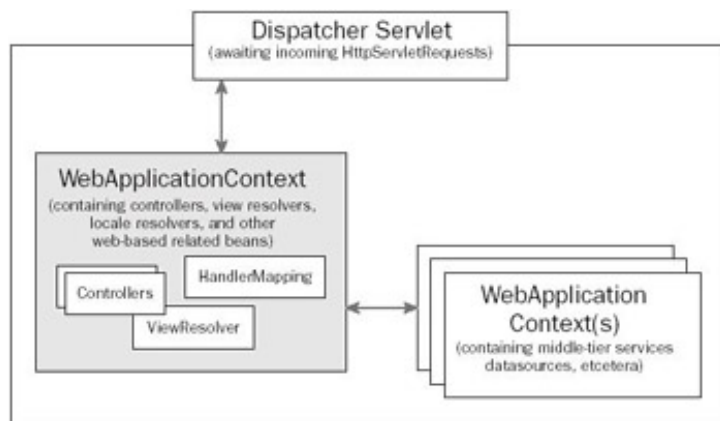 Dispatcher Servlet
(awaiting incoming HttpServletRequests)
WebApplicationContext
(containing controllers, view resolvers,
locale resolvers, and other
web-based related beans)
HandlerMapping
Controllers
ViewResolver
WebApplication
Context(s)
(containing middle-tier services
datasources, etcetera)